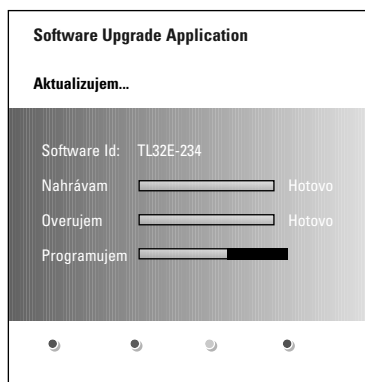 Software Upgrade Application
Aktualizujem...
Software Id: TL32E-234
Nahrávam Hotovo
Overujem Hotovo
Programujem